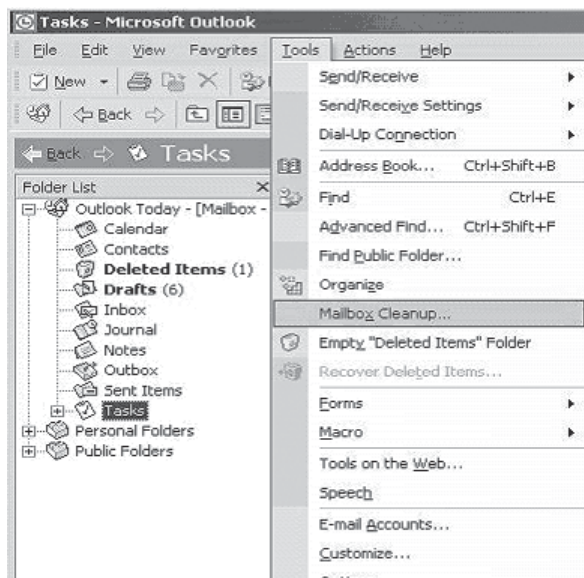 Tasks - Microsoft Outlook
File Edit View Favorites Tools Actions Help
New
Back
Back Tasks
Folder List
Outlook Today - [Mailbox -
Calendar
Contacts
Deleted Items (1)
Drafts (6)
Inbox
Journal
Notes
Outbox
Sent Items
Tasks
Personal Folders
Public Folders
Send/Receive
Send/Receive Settings
Dial-Up Connection
Address Book... Ctrl+Shift+B
Find Ctrl+E
Advanced Find... Ctrl+Shift+F
Find Public Folder...
Organize
Mailbox Cleanup...
Empty "Deleted Items" Folder
Recover Deleted Items...
Forms
Macro
Tools on the Web...
Speech
E-mail Accounts...
Customize...